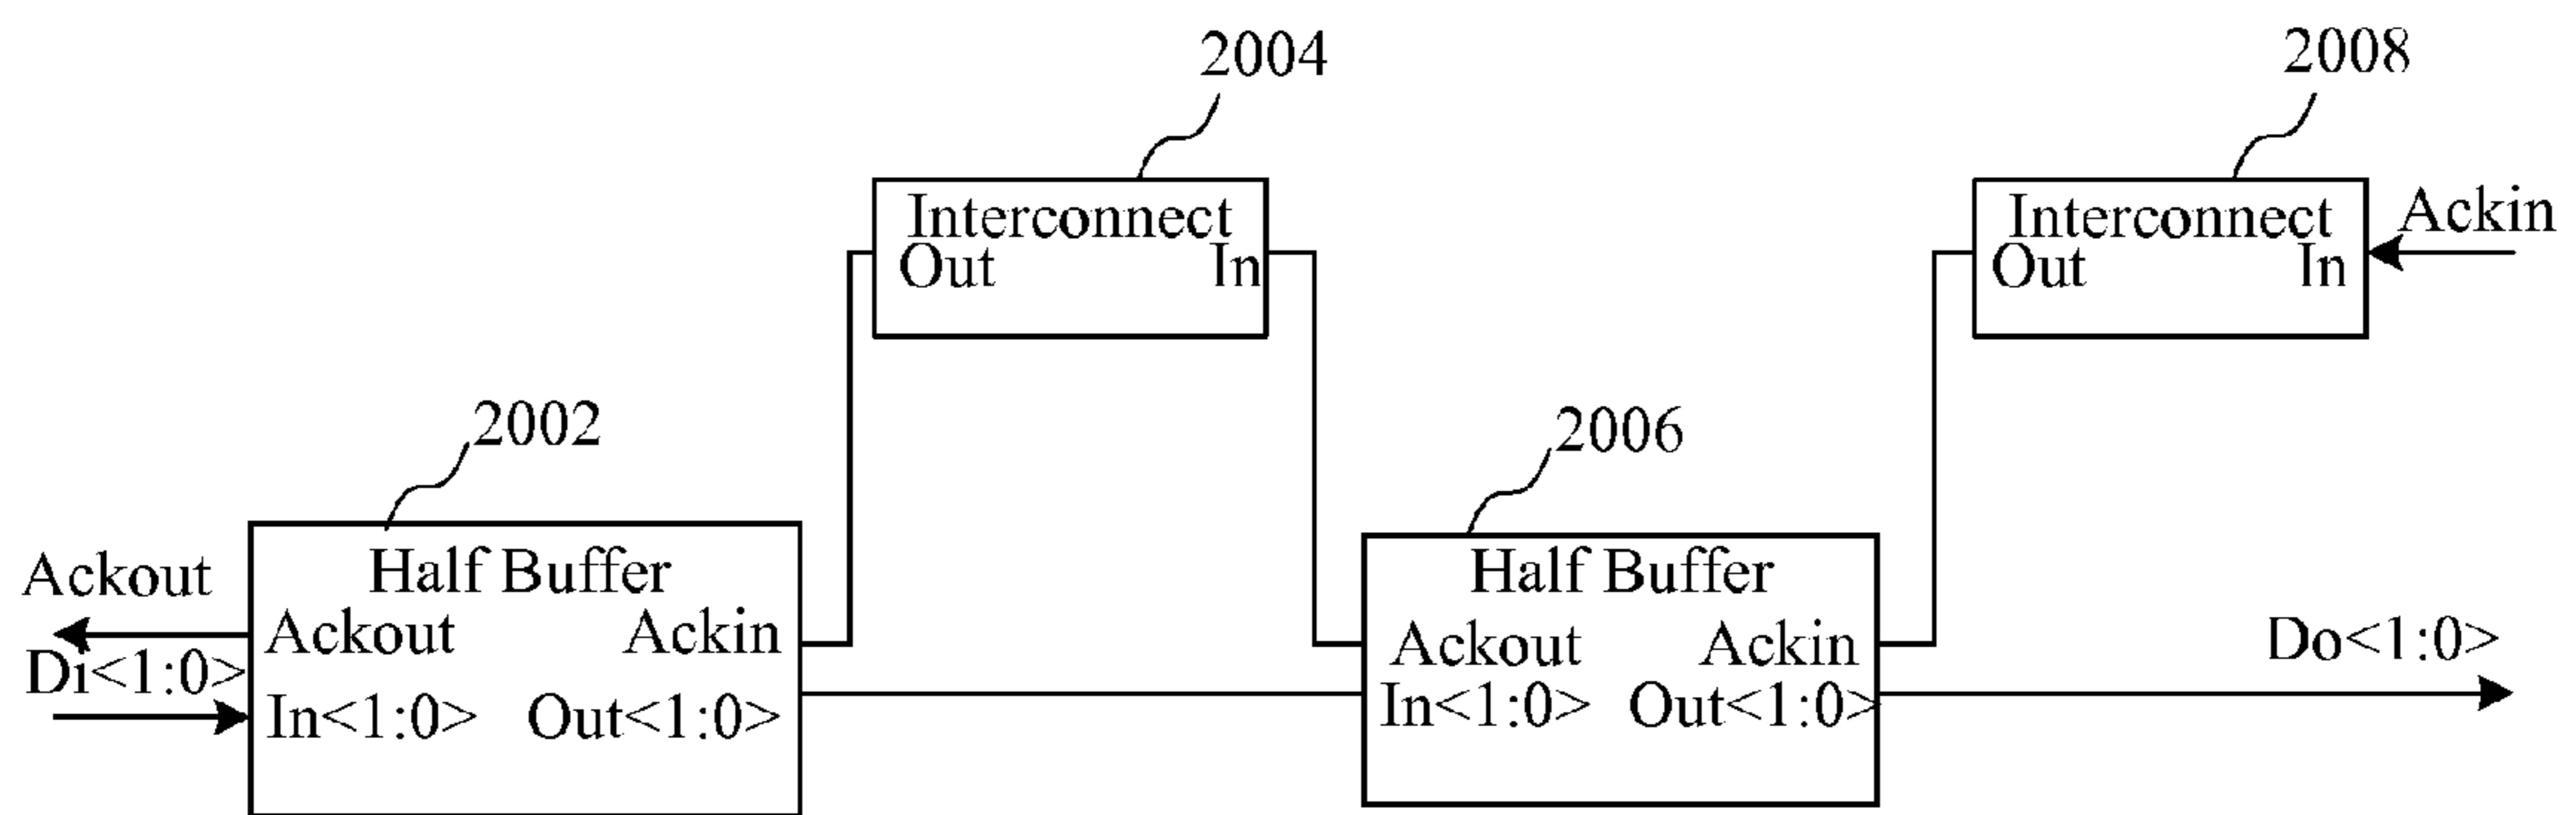 2004
2008
Interconnect
Out In
Interconnect
Out In
Ackin
2002
2006
Ackout
Di<1:0>
Half Buffer
Ackout Ackin
In<1:0> Out<1:0>
Half Buffer
Ackout Ackin
In<1:0> Out<1:0>
Do<1:0>